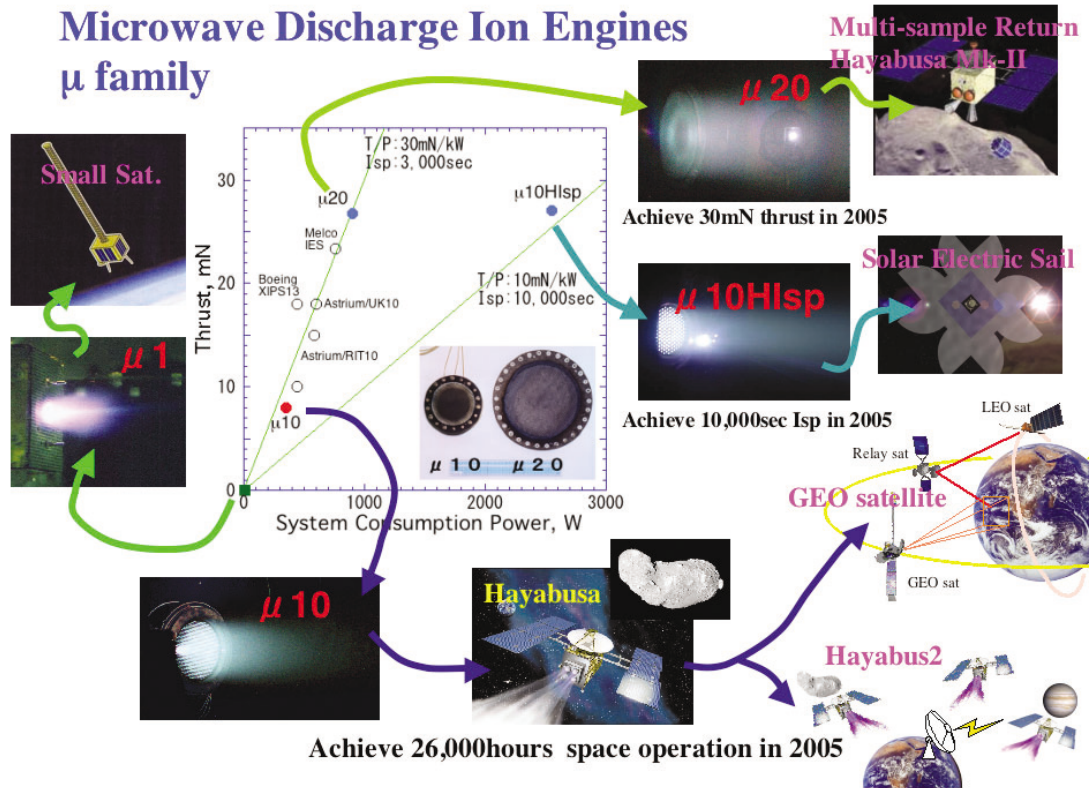 Microwave Discharge Ion Engines
μ family
Multi-sample Return
Hayabusa Mk-II
μ20
Achieve 30mN thrust in 2005
Small Sat.
μ1
T/P:30mN/kW
Isp:3,000sec
μ20
μ10HIsp
Melco
IES
Boeing
XIPS13
Astrium/UK10
Astrium/RIT10
T/P:10mN/kW
Isp:10,000sec
μ10
μ10 μ20
30
20
10
0
Thrust, mN
0 1000 2000 3000
System Consumption Power, W
Solar Electric Sail
μ10HIsp
Achieve 10,000sec Isp in 2005
LEO sat
Relay sat
GEO satellite
GEO sat
μ10
Hayabusa
Hayabus2
Achieve 26,000hours space operation in 2005